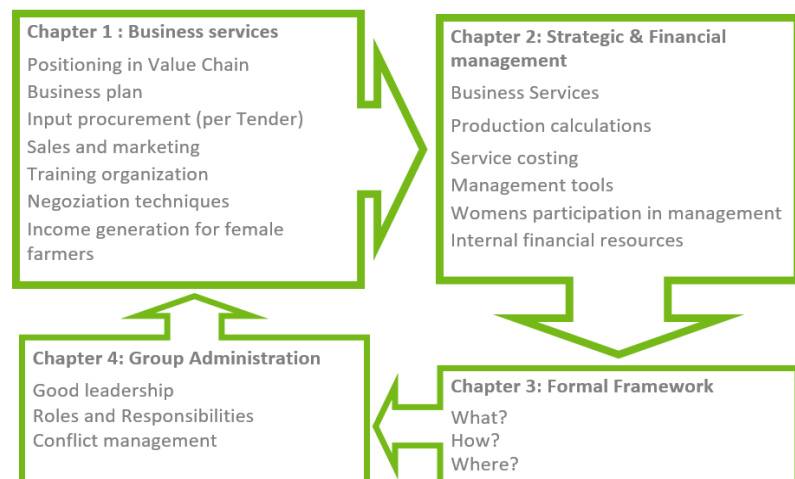 Chapter 1 : Business services
Positioning in Value Chain
Business plan
Input procurement (per Tender)
Sales and marketing
Training organization
Negoziation techniques
Income generation for female
farmers
Chapter 2: Strategic & Financial
management
Business Services
Production calculations
Service costing
Management tools
Womens participation in management
Internal financial resources
Chapter 3: Formal Framework
What?
How?
Where?
Chapter 4: Group Administration
Good leadership
Roles and Responsibilities
Conflict management